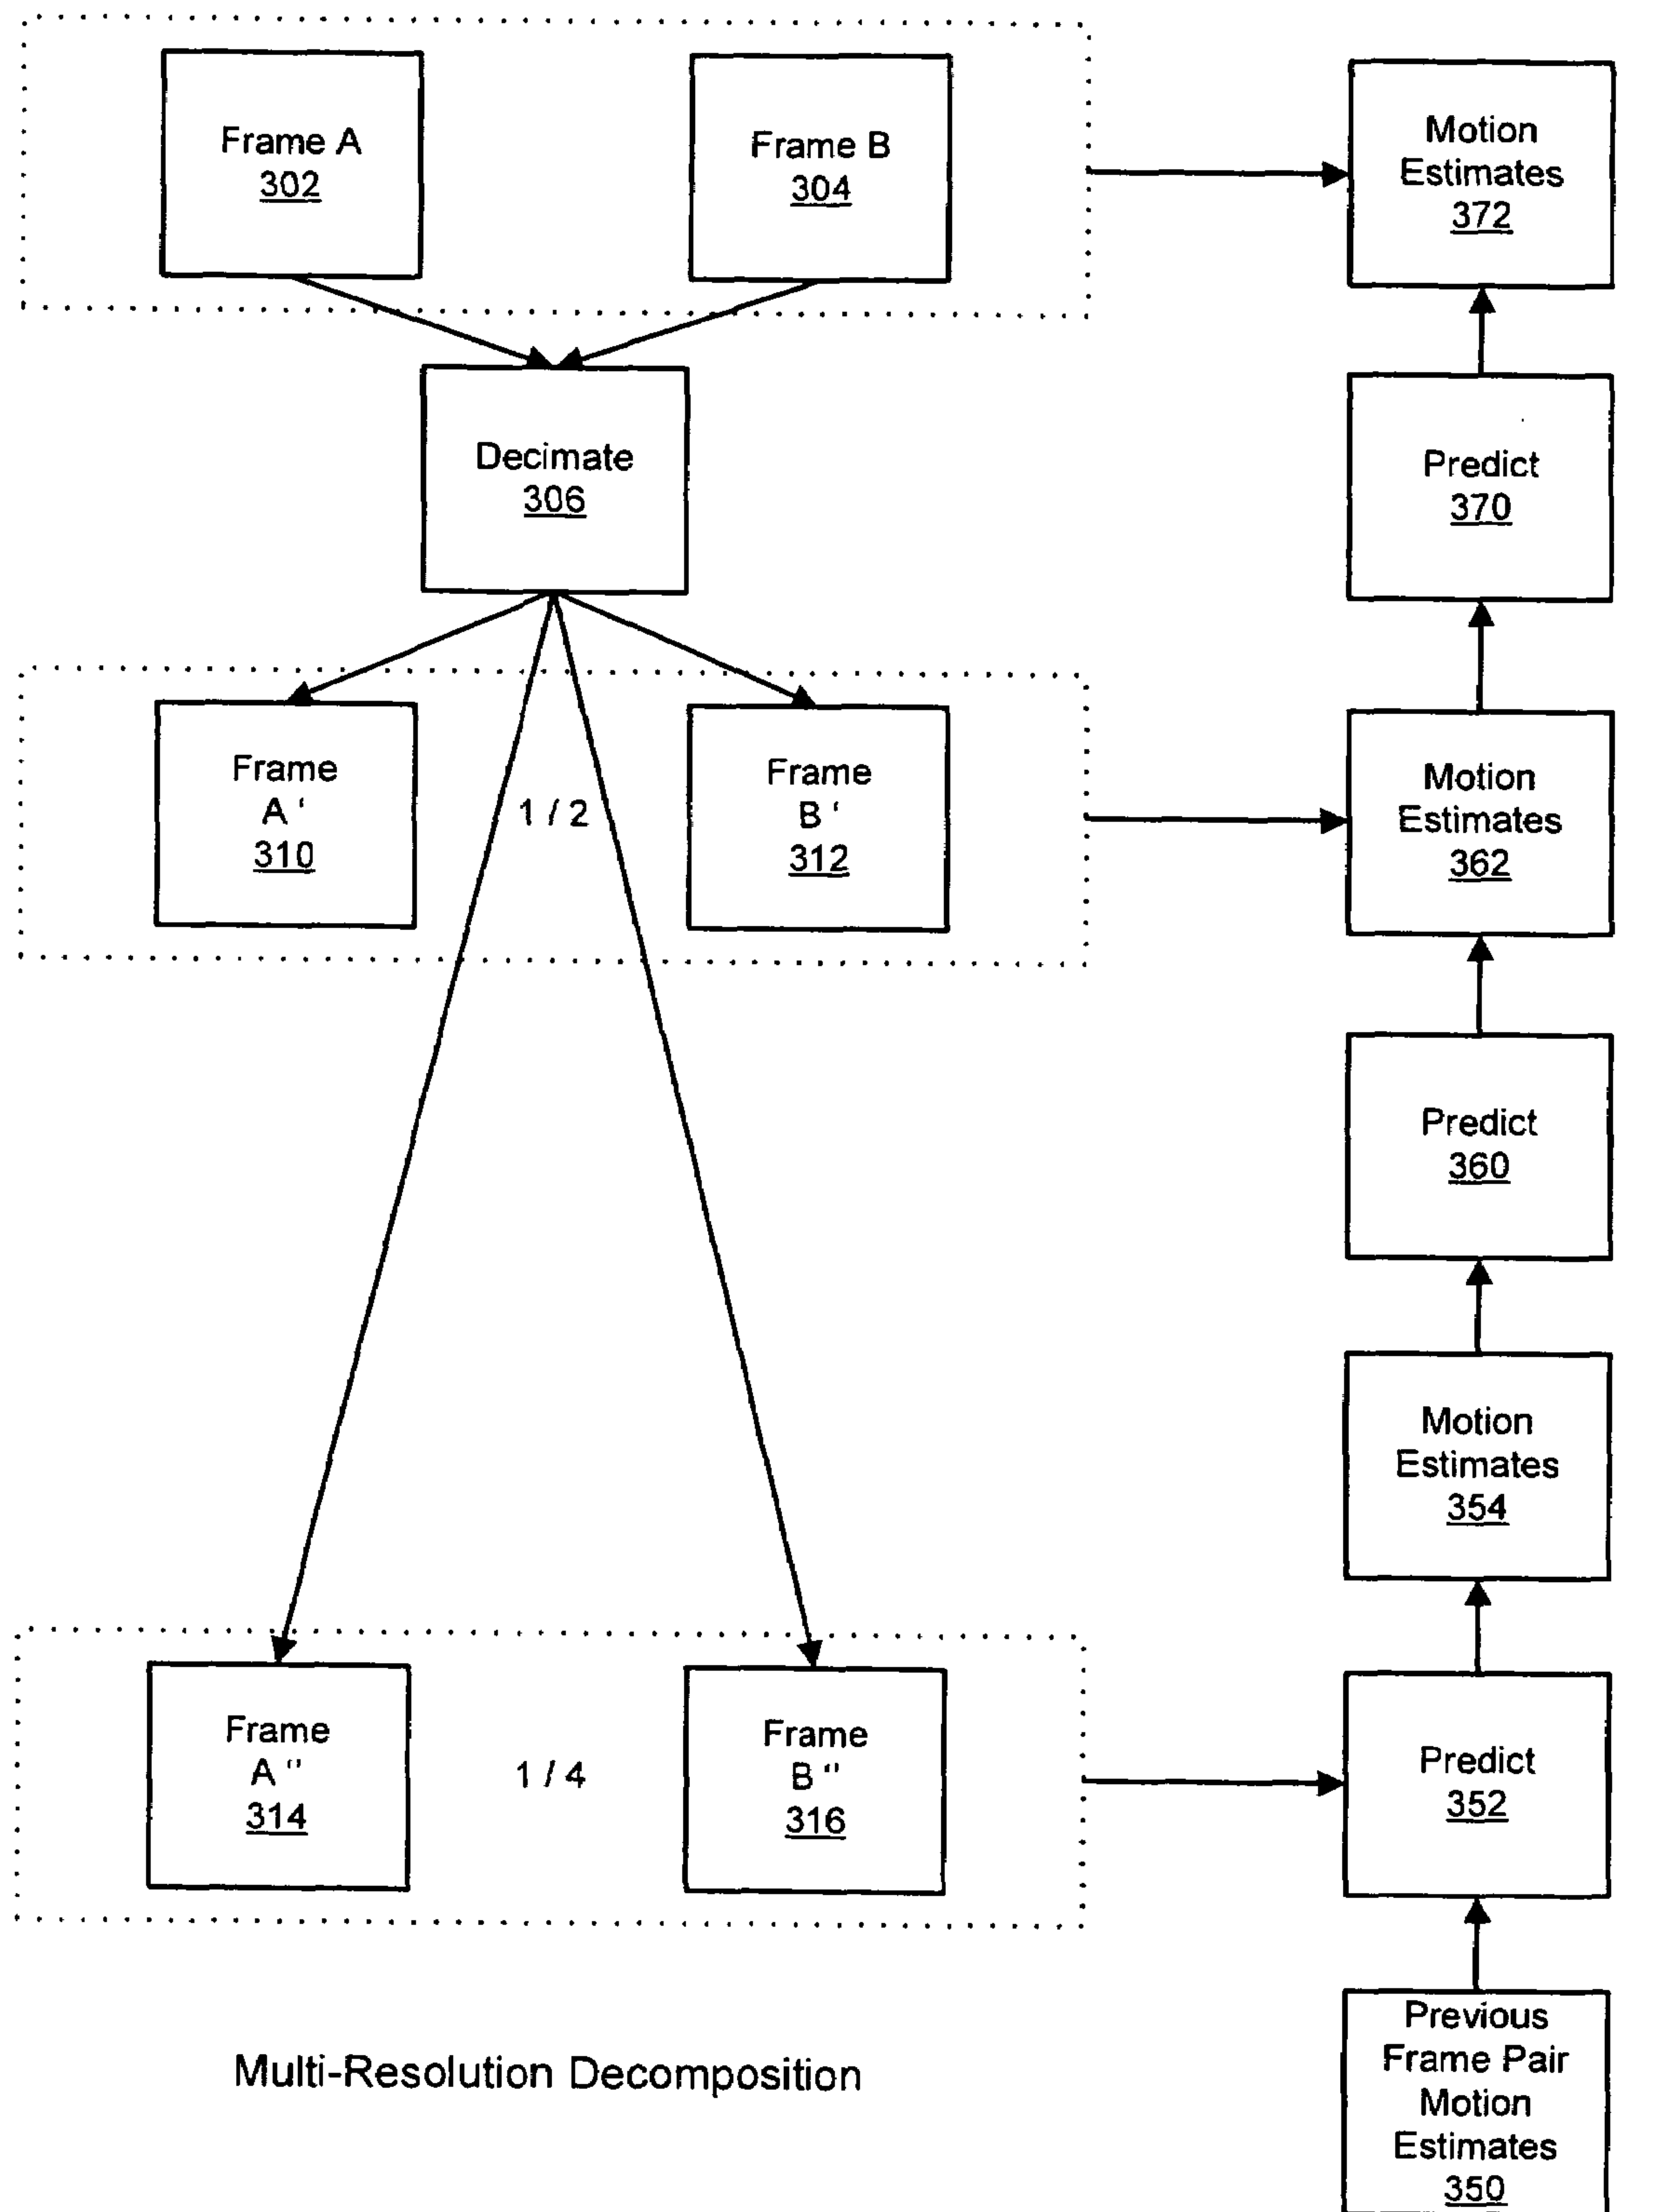 Frame A
302
Frame B
304
Motion
Estimates
372
Decimate
306
Predict
370
Frame
A '
310
1 / 2
Frame
B '
312
Motion
Estimates
362
Predict
360
Motion
Estimates
354
Frame
A "
314
1 / 4
Frame
B "
316
Predict
352
Multi-Resolution Decomposition
Previous
Frame Pair
Motion
Estimates
350